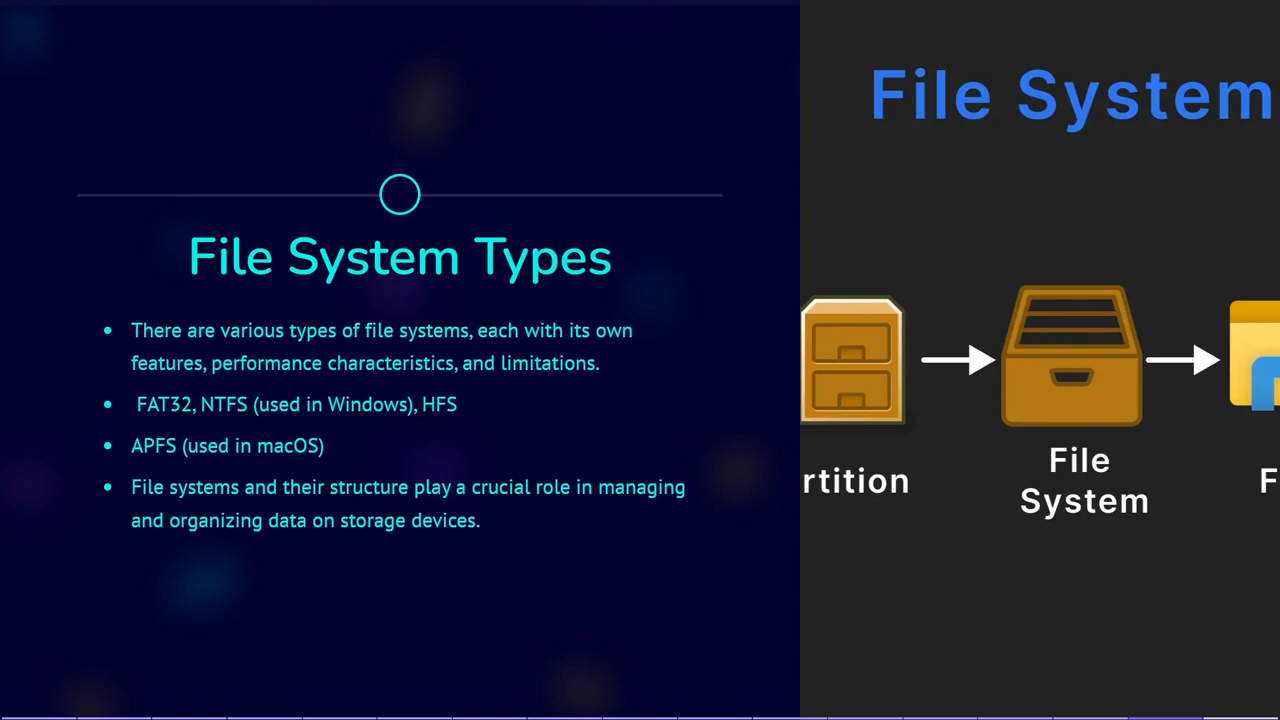 File System Types
There are various types of file systems, each with its own
features, performance characteristics, and limitations.
FAT32, NTFS (used in Windows), HFS
APFS (used in macOS)
File systems and their structure play a crucial role in managing
and organizing data on storage devices.
File System
rtition
File
System
F